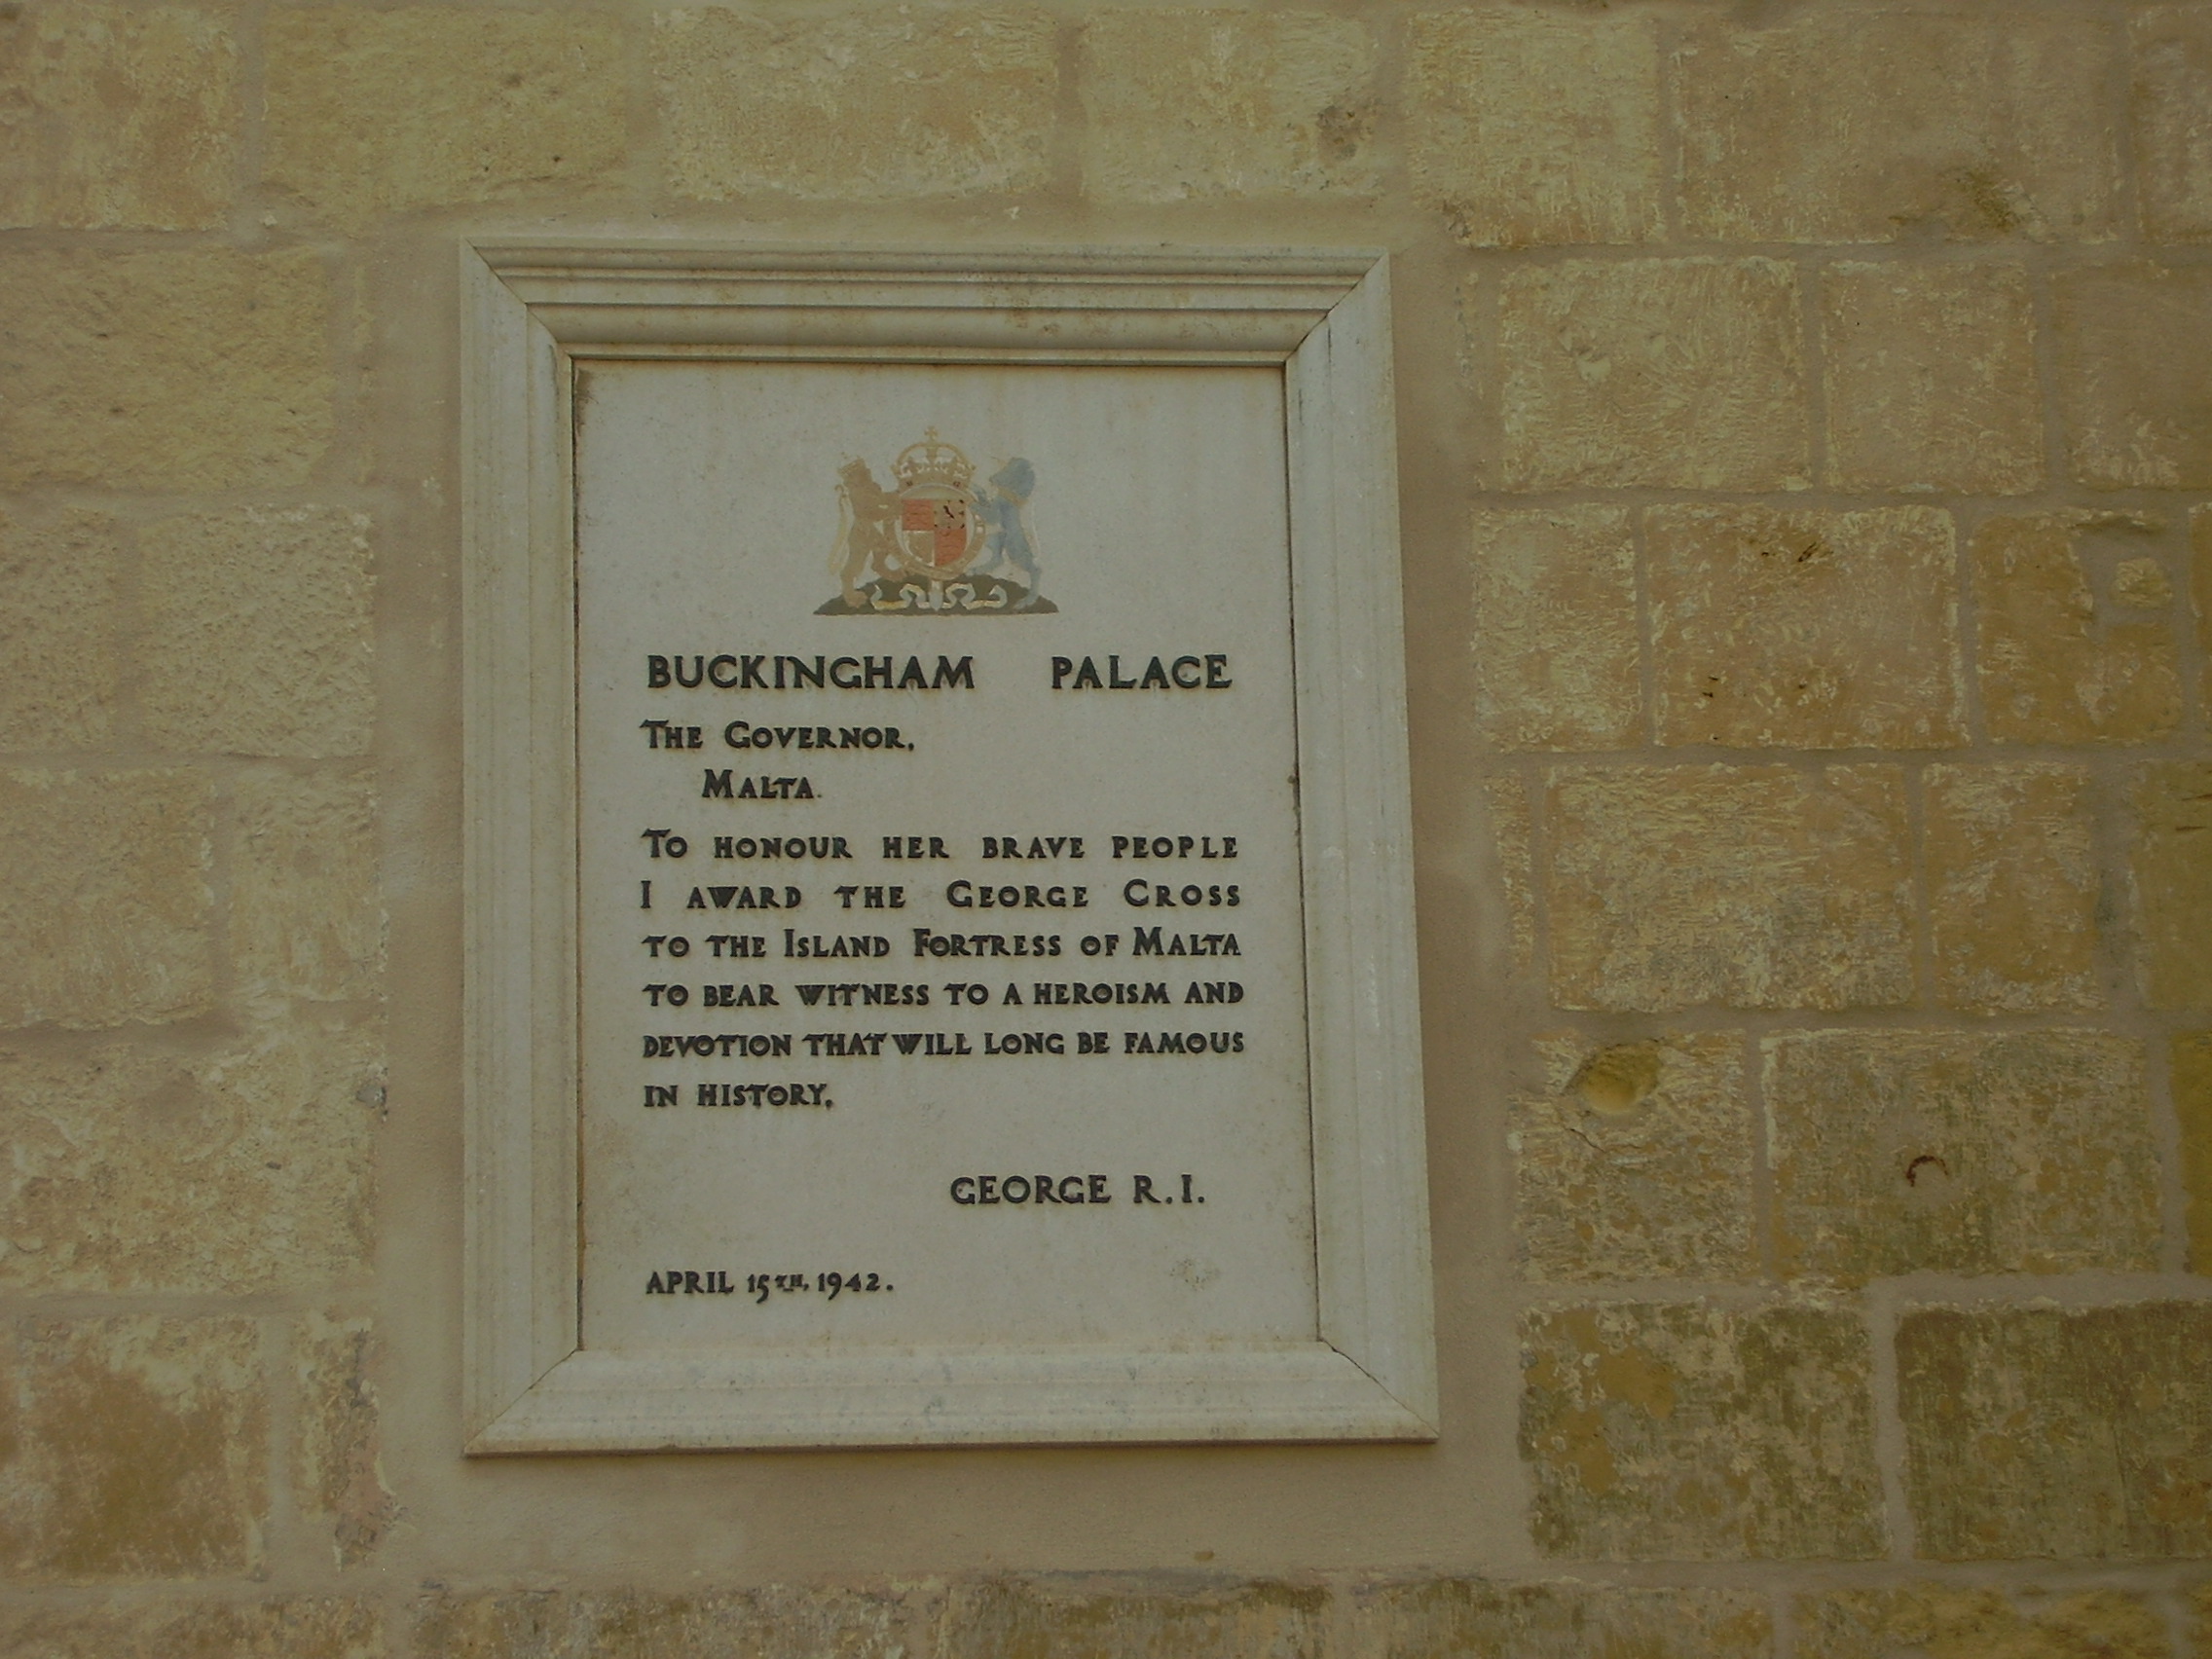 BUCKINGHAM PALACE
THE GOVERNOR,
MALTA.
TO HONOUR HER BRAVE PEOPLE
I AWARD THE GEORGE CROSS
TO THE ISLAND FORTRESS OF MALTA
TO BEAR WITNESS TO A HEROISM AND
DEVOTION THAT WILL LONG BE FAMOUS
IN HISTORY.
GEORGE R.I.
APRIL 15TH, 1942.